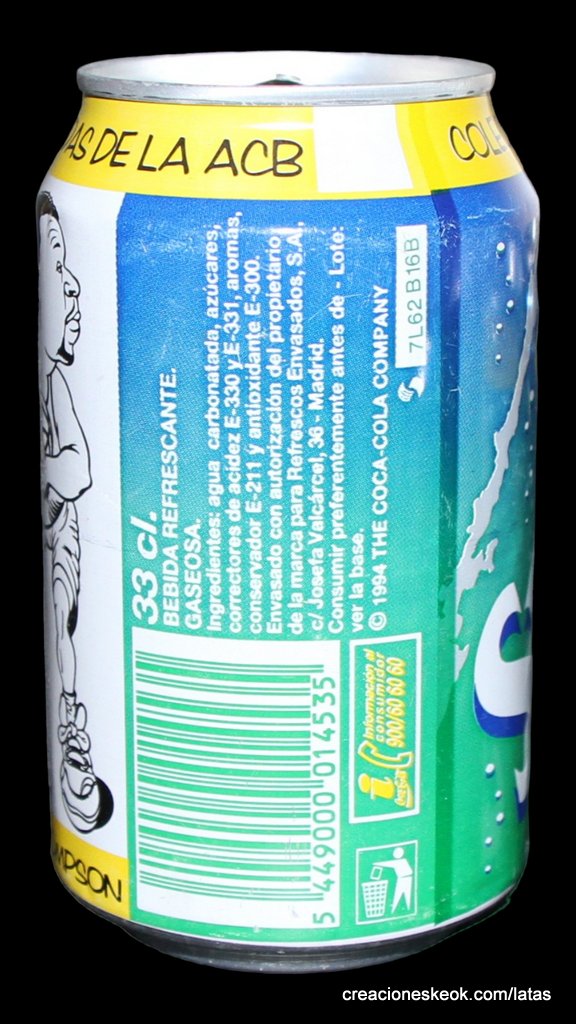 AS DE LA ACB
COLE
33 cl.
BEBIDA REFRESCANTE.
GASEOSA.
Ingredientes: agua carbonatada, azúcares,
correctores de acidez E-330 y E-331, aromas,
conservador E-211 y antioxidante E-300.
Envasado con autorización del propietario
de la marca para Refrescos Envasados, S.A.,
c/ Josefa Valcárcel, 36 - Madrid.
Consumir preferentemente antes de - Lote:
ver la base.
© 1994 THE COCA-COLA COMPANY
7L62 B16B
5 449000 014535
Información al
consumidor
900/60 60 60
MPSON
S
creacioneskeok.com/latas